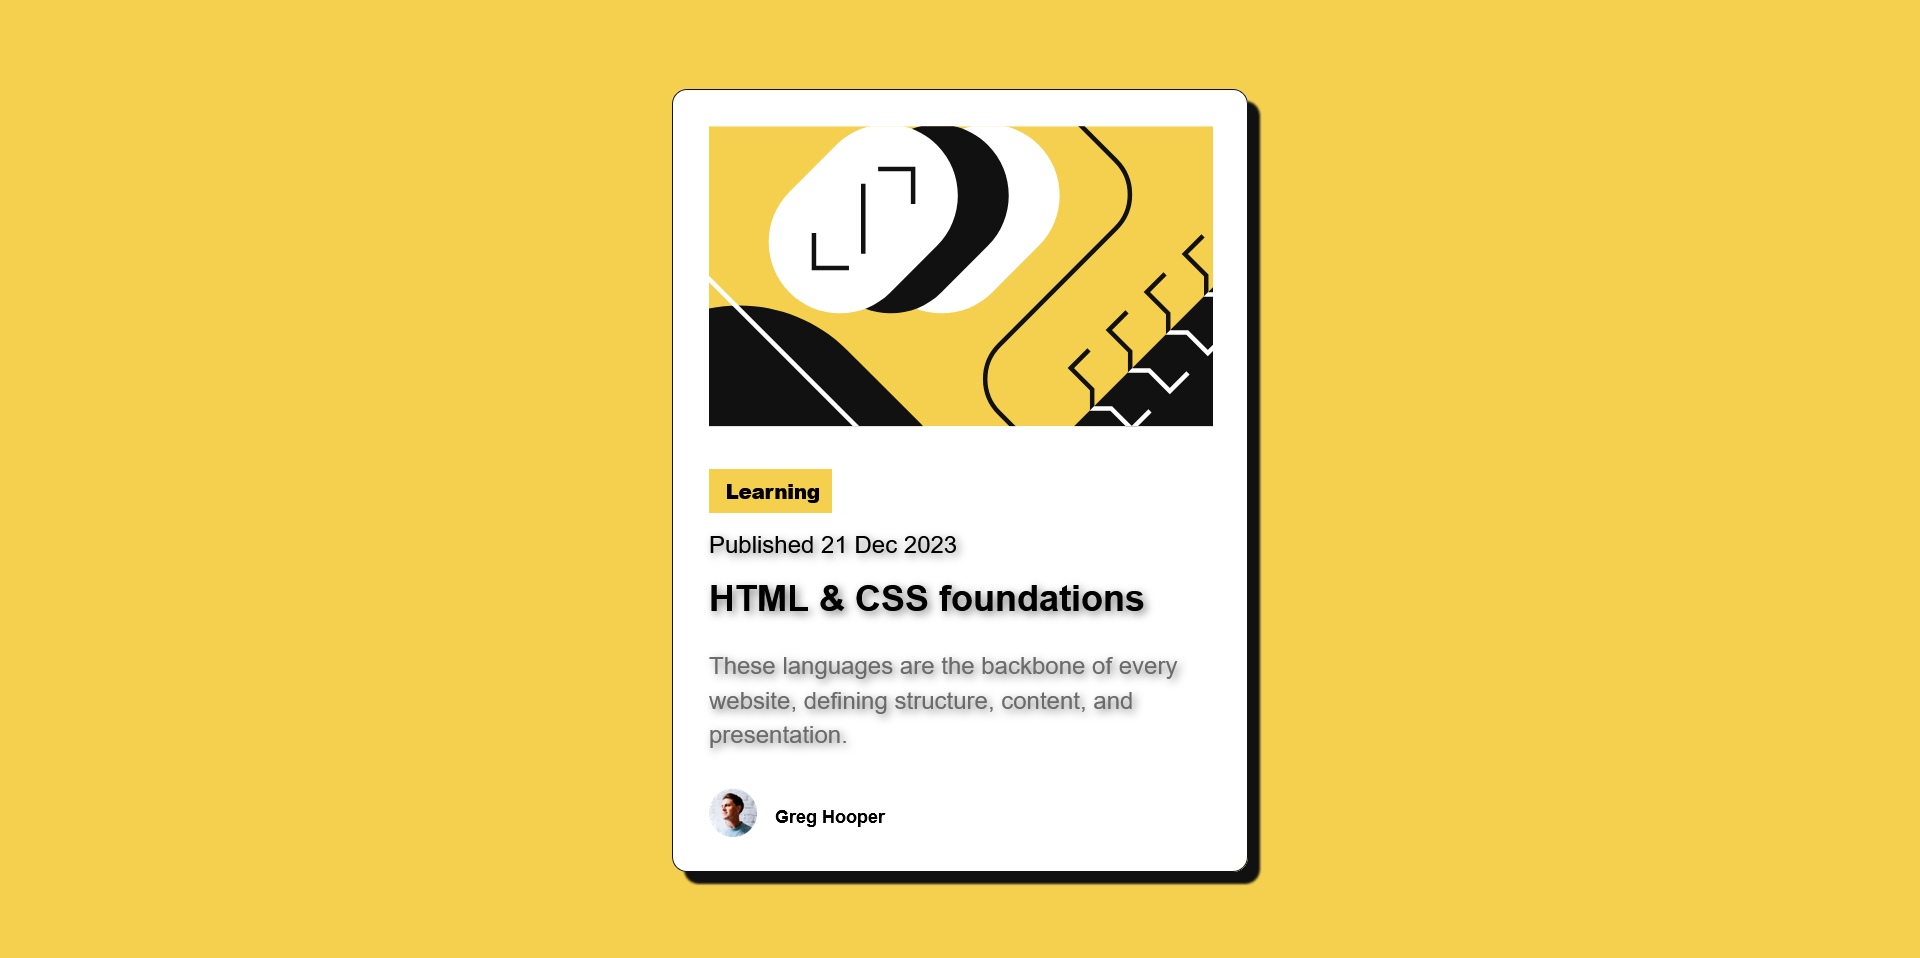 Learning
Published 21 Dec 2023
HTML & CSS foundations
These languages are the backbone of every
website, defining structure, content, and
presentation.
Greg Hooper